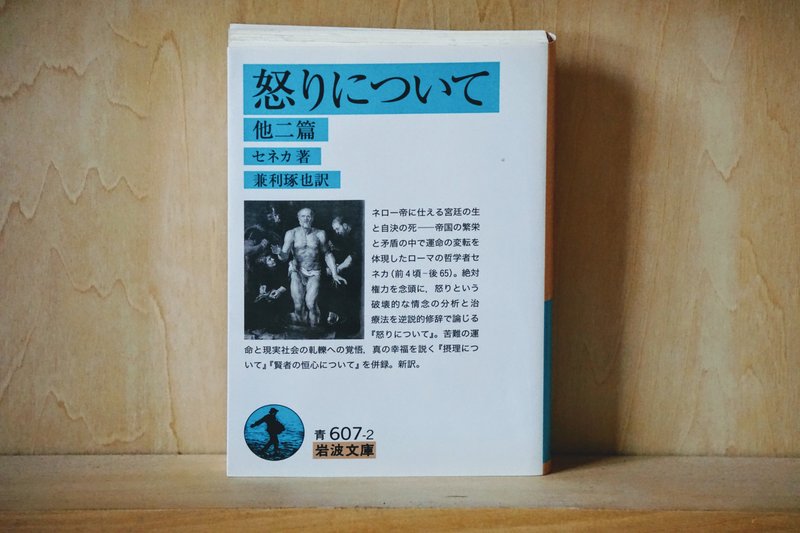 怒りについて
他二篇
セネカ著
兼利琢也訳
ネロー帝に仕える宮廷の生
と自決の死──帝国の繁栄
と矛盾の中で運命の変転を
体現したローマの哲学者セ
ネカ(前4頃−後65)。絶対
権力を念頭に，怒りという
破壊的な情念の分析と治
療法を逆説的修辞で論じる
『怒りについて』。苦難の運
命と現実社会の軋轢への覚悟，真の幸福を説く『摂理につ
いて』『賢者の恒心について』を併録。新訳。
青 607-2
岩波文庫